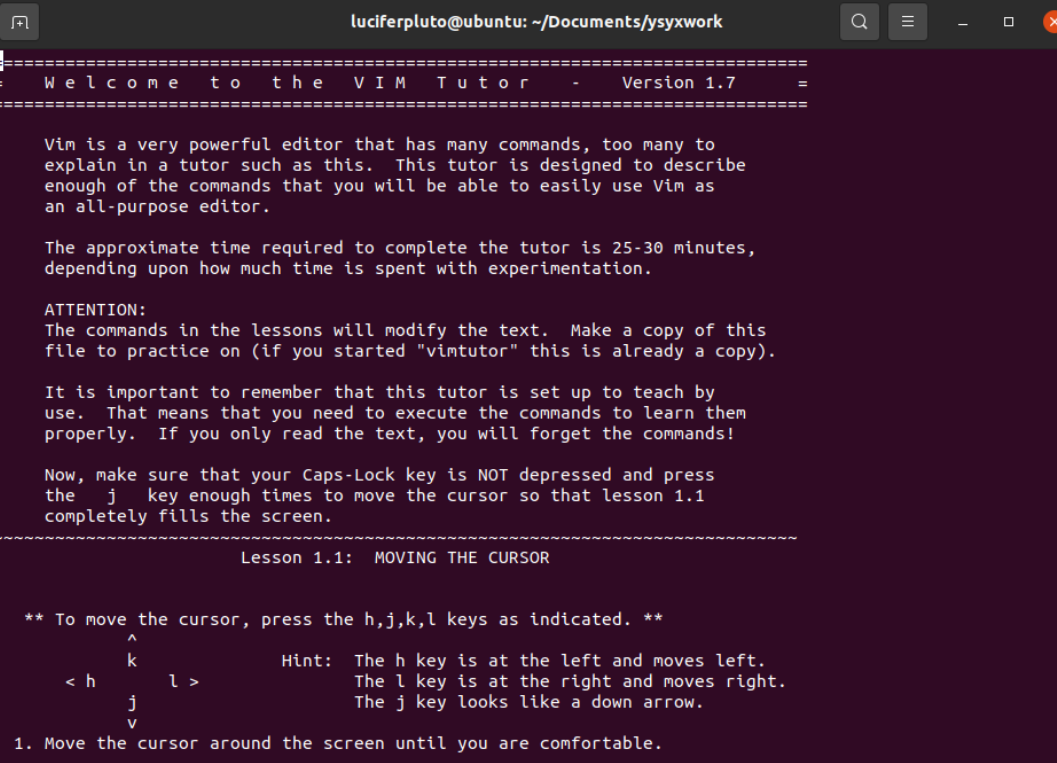 luciferpluto@ubuntu: ~/Documents/ysyxwork
===============================================================================
=    W e l c o m e   t o   t h e   V I M   T u t o r    -    Version 1.7      =
===============================================================================

     Vim is a very powerful editor that has many commands, too many to
     explain in a tutor such as this.  This tutor is designed to describe
     enough of the commands that you will be able to easily use Vim as
     an all-purpose editor.

     The approximate time required to complete the tutor is 25-30 minutes,
     depending upon how much time is spent with experimentation.

     ATTENTION:
     The commands in the lessons will modify the text.  Make a copy of this
     file to practice on (if you started "vimtutor" this is already a copy).

     It is important to remember that this tutor is set up to teach by
     use.  That means that you need to execute the commands to learn them
     properly.  If you only read the text, you will forget the commands!

     Now, make sure that your Caps-Lock key is NOT depressed and press
     the   j   key enough times to move the cursor so that lesson 1.1
     completely fills the screen.
~~~~~~~~~~~~~~~~~~~~~~~~~~~~~~~~~~~~~~~~~~~~~~~~~~~~~~~~~~~~~~~~~~~~~~~~~~~~~~
                        Lesson 1.1:  MOVING THE CURSOR


   ** To move the cursor, press the h,j,k,l keys as indicated. **
             ^
             k              Hint:  The h key is at the left and moves left.
       < h       l >               The l key is at the right and moves right.
             j                     The j key looks like a down arrow.
             v
  1. Move the cursor around the screen until you are comfortable.